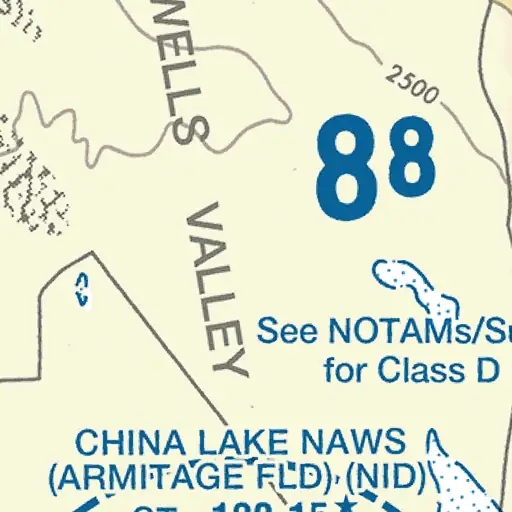 WELLS
VALLEY
2500
88
See NOTAMs/Su
for Class D
CHINA LAKE NAWS
(ARMITAGE FLD) (NID)